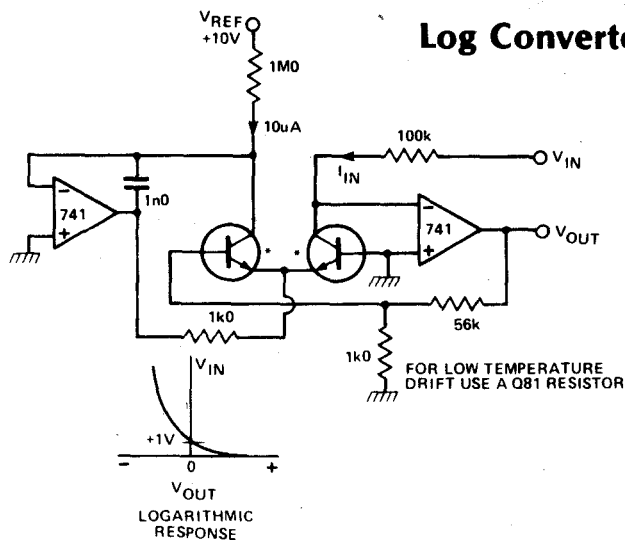 Log Converte
VREF
+10V
1M0
10uA
100k
VIN
IIN
−
741
+
1n0
*
*
−
741
+
VOUT
1k0
56k
1k0
FOR LOW TEMPERATURE
DRIFT USE A Q81 RESISTOR
VIN
+1V
−
0
+
VOUT
LOGARITHMIC
RESPONSE